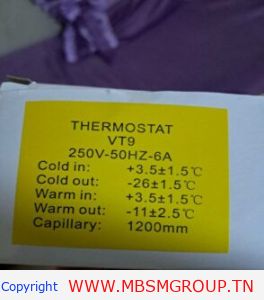 THERMOSTAT
VT9
250V-50HZ-6A
Cold in: +3.5±1.5℃
Cold out: -26±1.5℃
Warm in: +3.5±1.5℃
Warm out: -11±2.5℃
Capillary: 1200mm
Copyright www.MBSMGROUP.TN